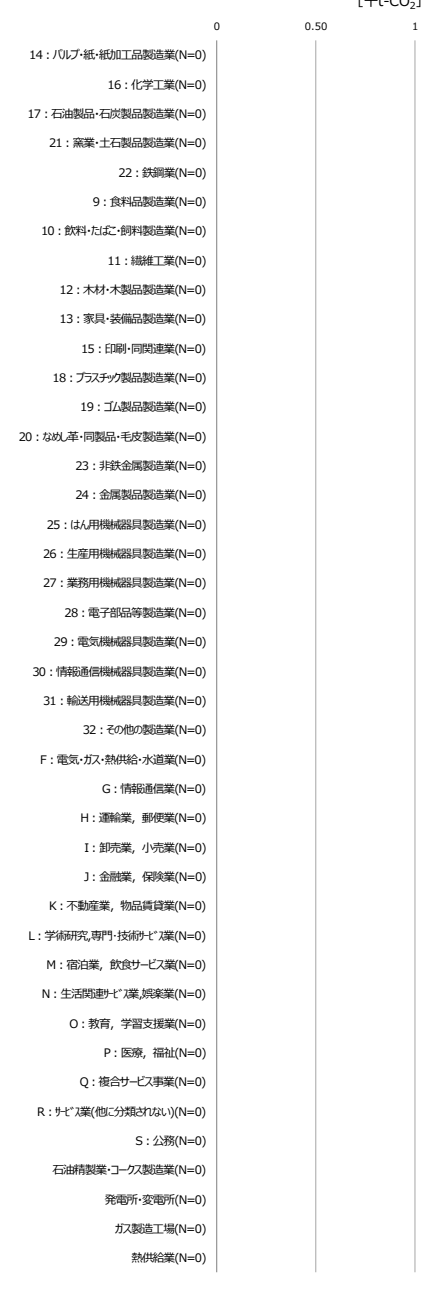 [千t-CO2]
0 0.50 1
14：パルプ・紙・紙加工品製造業(N=0)
16：化学工業(N=0)
17：石油製品・石炭製品製造業(N=0)
21：窯業・土石製品製造業(N=0)
22：鉄鋼業(N=0)
9：食料品製造業(N=0)
10：飲料・たばこ・飼料製造業(N=0)
11：繊維工業(N=0)
12：木材・木製品製造業(N=0)
13：家具・装備品製造業(N=0)
15：印刷・同関連業(N=0)
18：プラスチック製品製造業(N=0)
19：ゴム製品製造業(N=0)
20：なめし革・同製品・毛皮製造業(N=0)
23：非鉄金属製造業(N=0)
24：金属製品製造業(N=0)
25：はん用機械器具製造業(N=0)
26：生産用機械器具製造業(N=0)
27：業務用機械器具製造業(N=0)
28：電子部品等製造業(N=0)
29：電気機械器具製造業(N=0)
30：情報通信機械器具製造業(N=0)
31：輸送用機械器具製造業(N=0)
32：その他の製造業(N=0)
F：電気・ガス・熱供給・水道業(N=0)
G：情報通信業(N=0)
H：運輸業，郵便業(N=0)
I：卸売業，小売業(N=0)
J：金融業，保険業(N=0)
K：不動産業，物品賃貸業(N=0)
L：学術研究,専門・技術ｻｰﾋﾞｽ業(N=0)
M：宿泊業，飲食サービス業(N=0)
N：生活関連ｻｰﾋﾞｽ業,娯楽業(N=0)
O：教育，学習支援業(N=0)
P：医療，福祉(N=0)
Q：複合サービス事業(N=0)
R：ｻｰﾋﾞｽ業(他に分類されない)(N=0)
S：公務(N=0)
石油精製業・コークス製造業(N=0)
発電所・変電所(N=0)
ガス製造工場(N=0)
熱供給業(N=0)